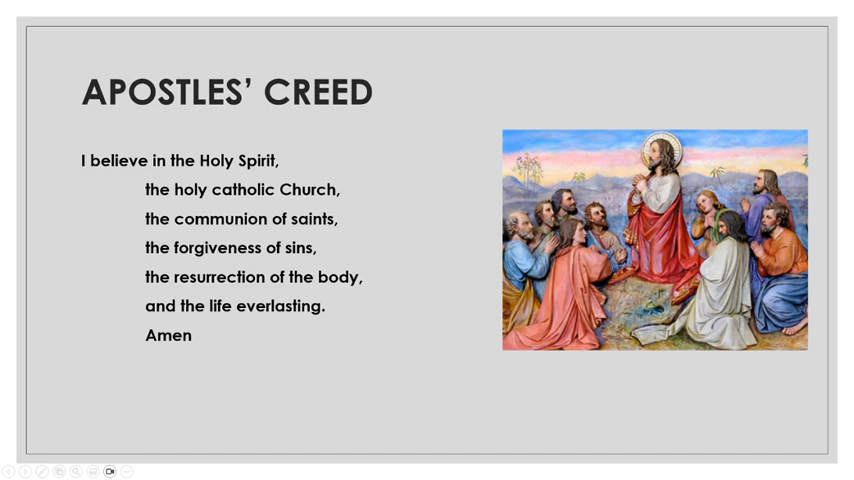 APOSTLES’ CREED
I believe in the Holy Spirit,
the holy catholic Church,
the communion of saints,
the forgiveness of sins,
the resurrection of the body,
and the life everlasting.
Amen